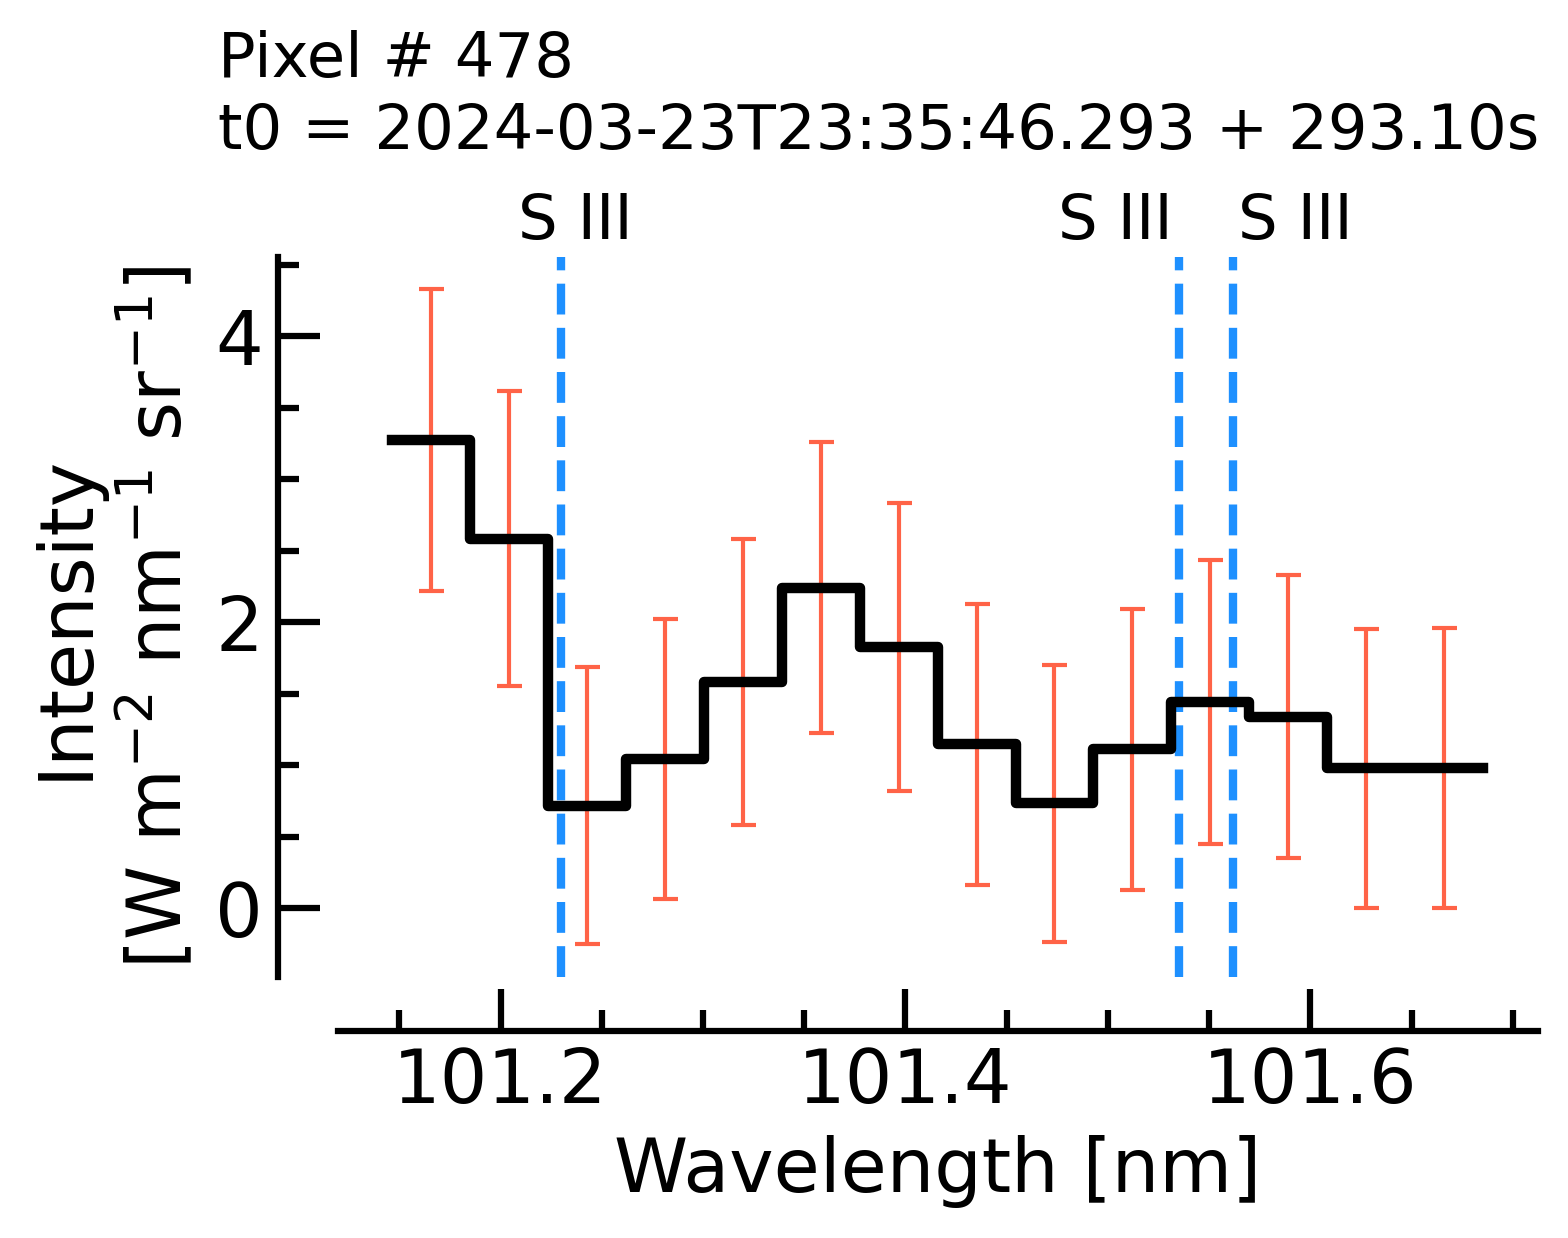 Pixel # 478
t0 = 2024-03-23T23:35:46.293 + 293.10s
S III S III S III
Intensity
[W m⁻² nm⁻¹ sr⁻¹]
4
2
0
101.2 101.4 101.6
Wavelength [nm]